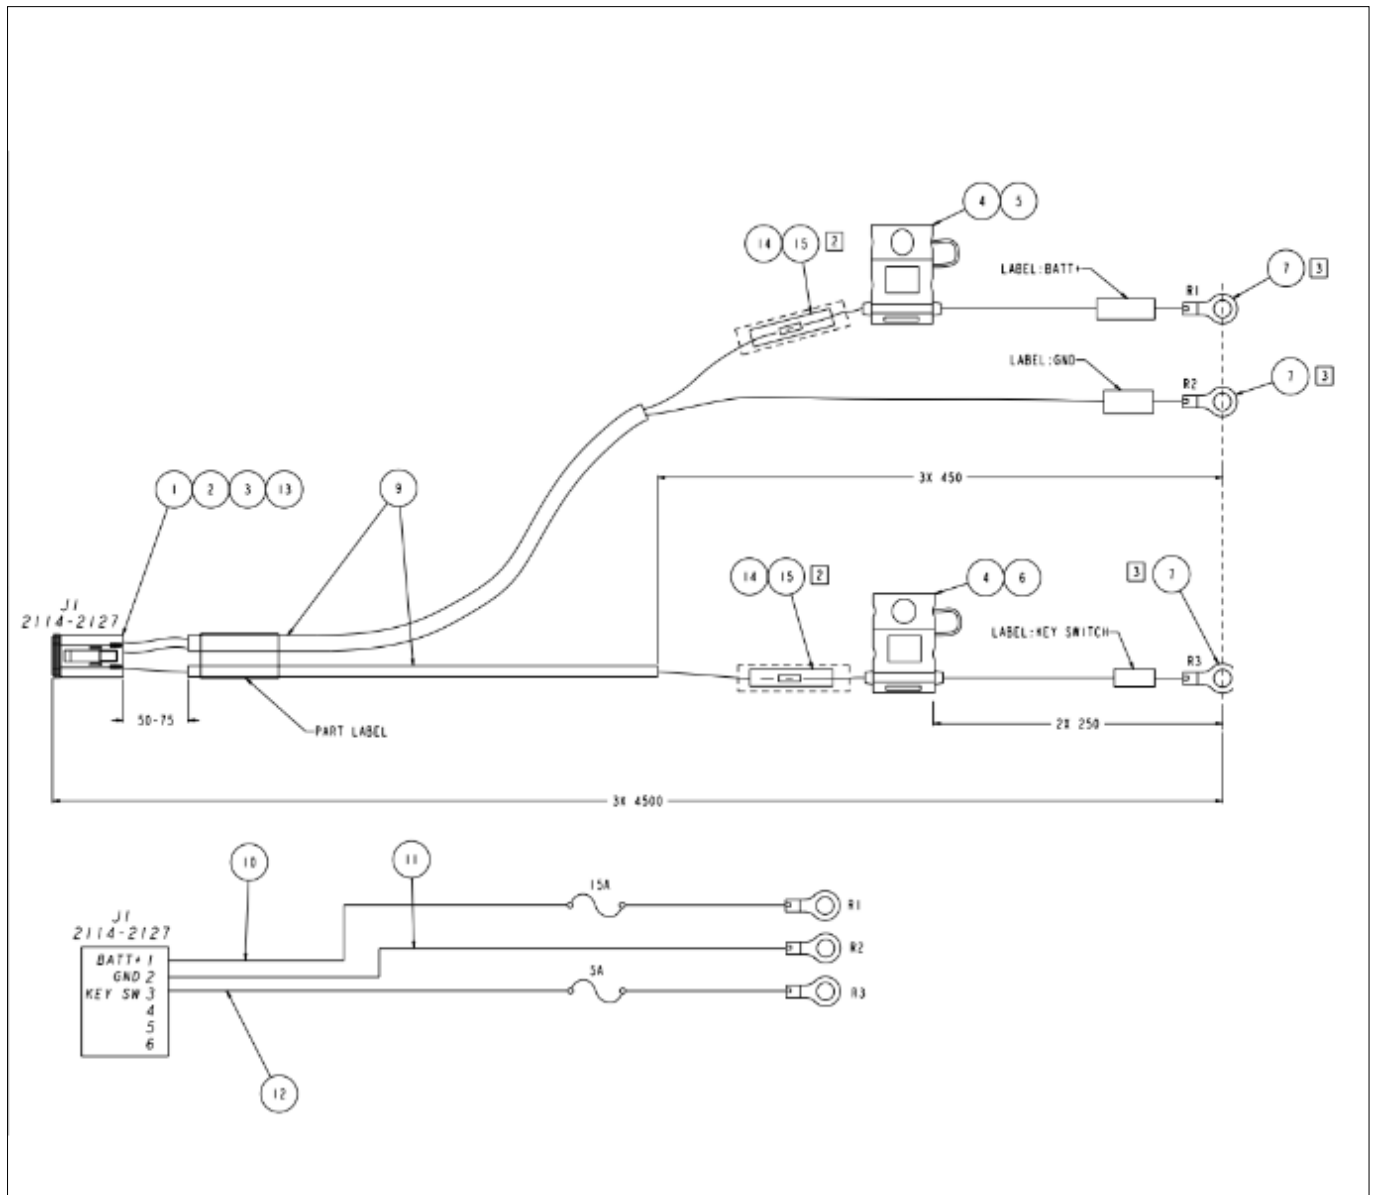 4 5
14 15 2
LABEL:BATT+
R1
7 3
LABEL:GND
R2
7 3
3X 450
1 2 3 13
9
14 15 2
4 6
3 7
J1
2114-2127
LABEL:KEY SWITCH
R3
50-75
PART LABEL
2X 250
3X 4500
10
11
15A
R1
J1
2114-2127
BATT+ 1
R2
GND 2
5A
KEY SW 3
R3
4
5
6
12